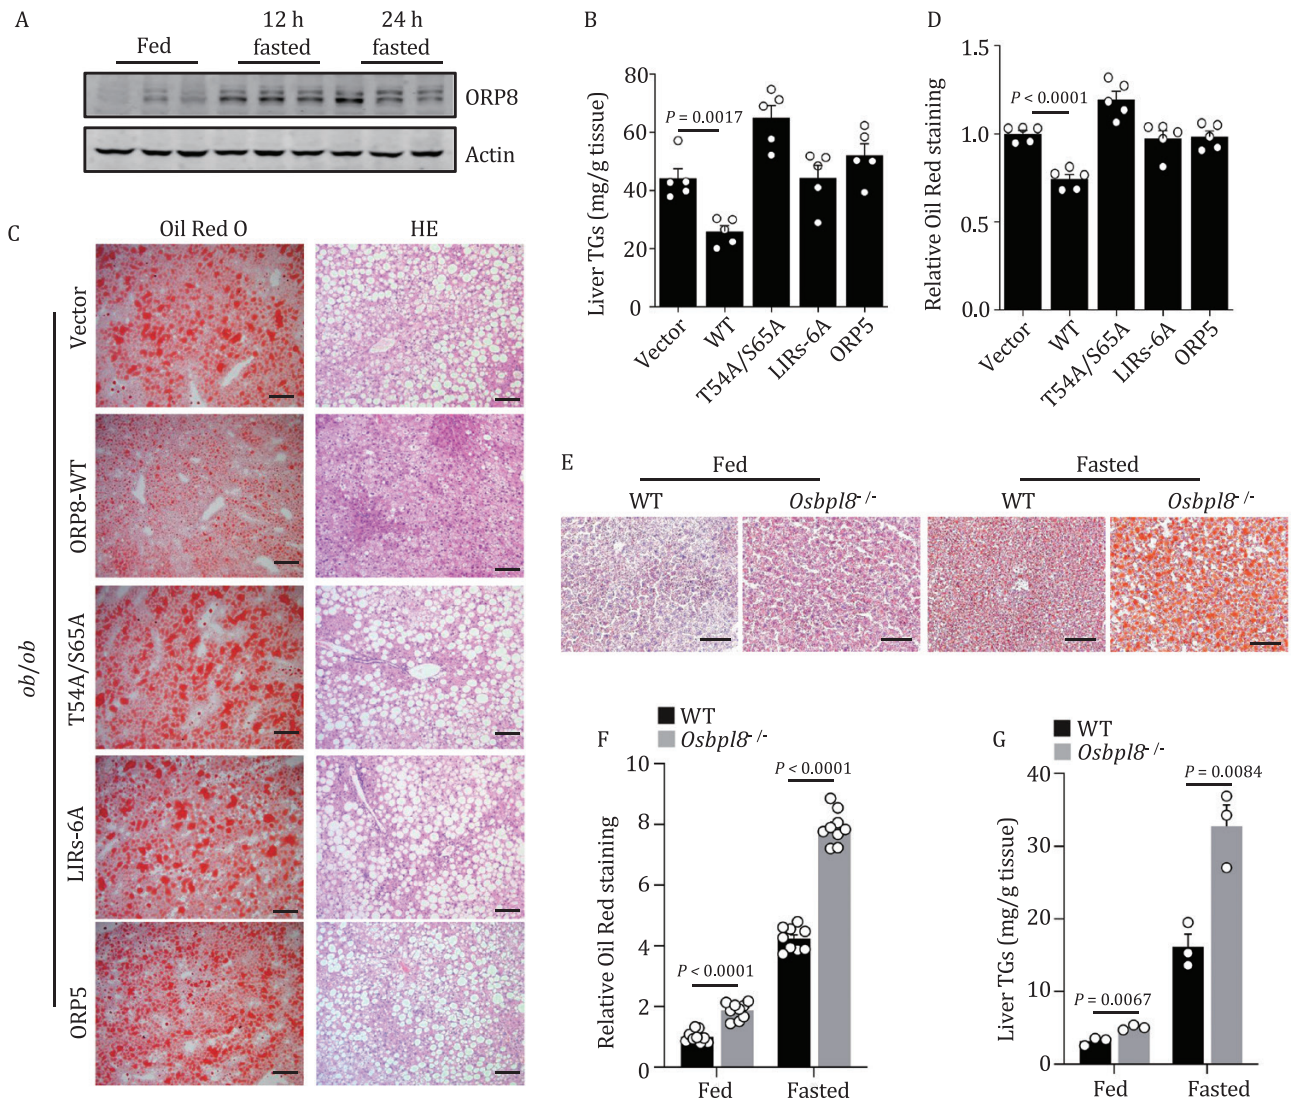 A
12 h
24 h
Fed
fasted
fasted
ORP8
Actin
B
80
60
40
20
0
Liver TGs (mg/g tissue)
P = 0.0017
Vector
WT
T54A/S65A
LIRs-6A
ORP5
D
1.5
1.0
0.5
0.0
Relative Oil Red staining
P < 0.0001
Vector
WT
T54A/S65A
LIRs-6A
ORP5
C
Oil Red O
HE
ob/ob
Vector
ORP8-WT
T54A/S65A
LIRs-6A
ORP5
E
Fed
Fasted
WT
Osbpl8-/-
WT
Osbpl8-/-
F
WT
Osbpl8-/-
10
8
6
4
2
0
Relative Oil Red staining
P < 0.0001
P < 0.0001
Fed
Fasted
G
WT
Osbpl8-/-
40
30
20
10
0
Liver TGs (mg/g tissue)
P = 0.0067
P = 0.0084
Fed
Fasted